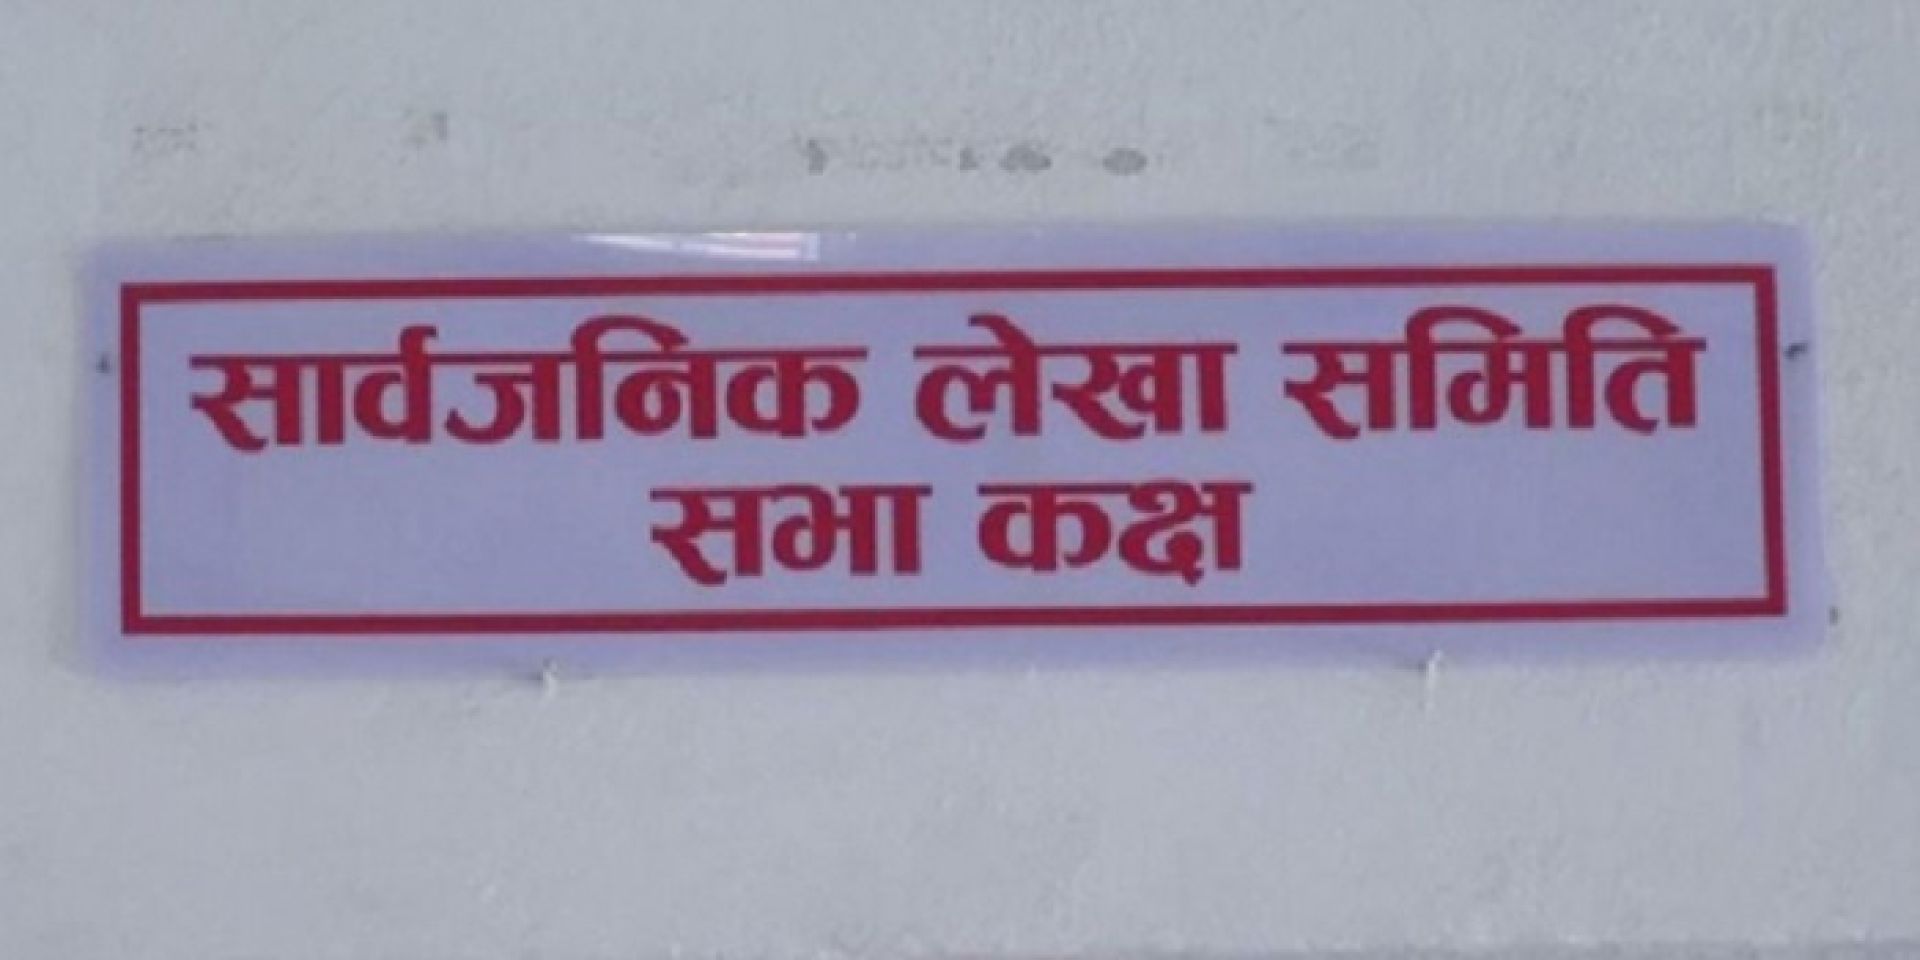 सार्वजनिक लेखा समिति
सभा कक्ष